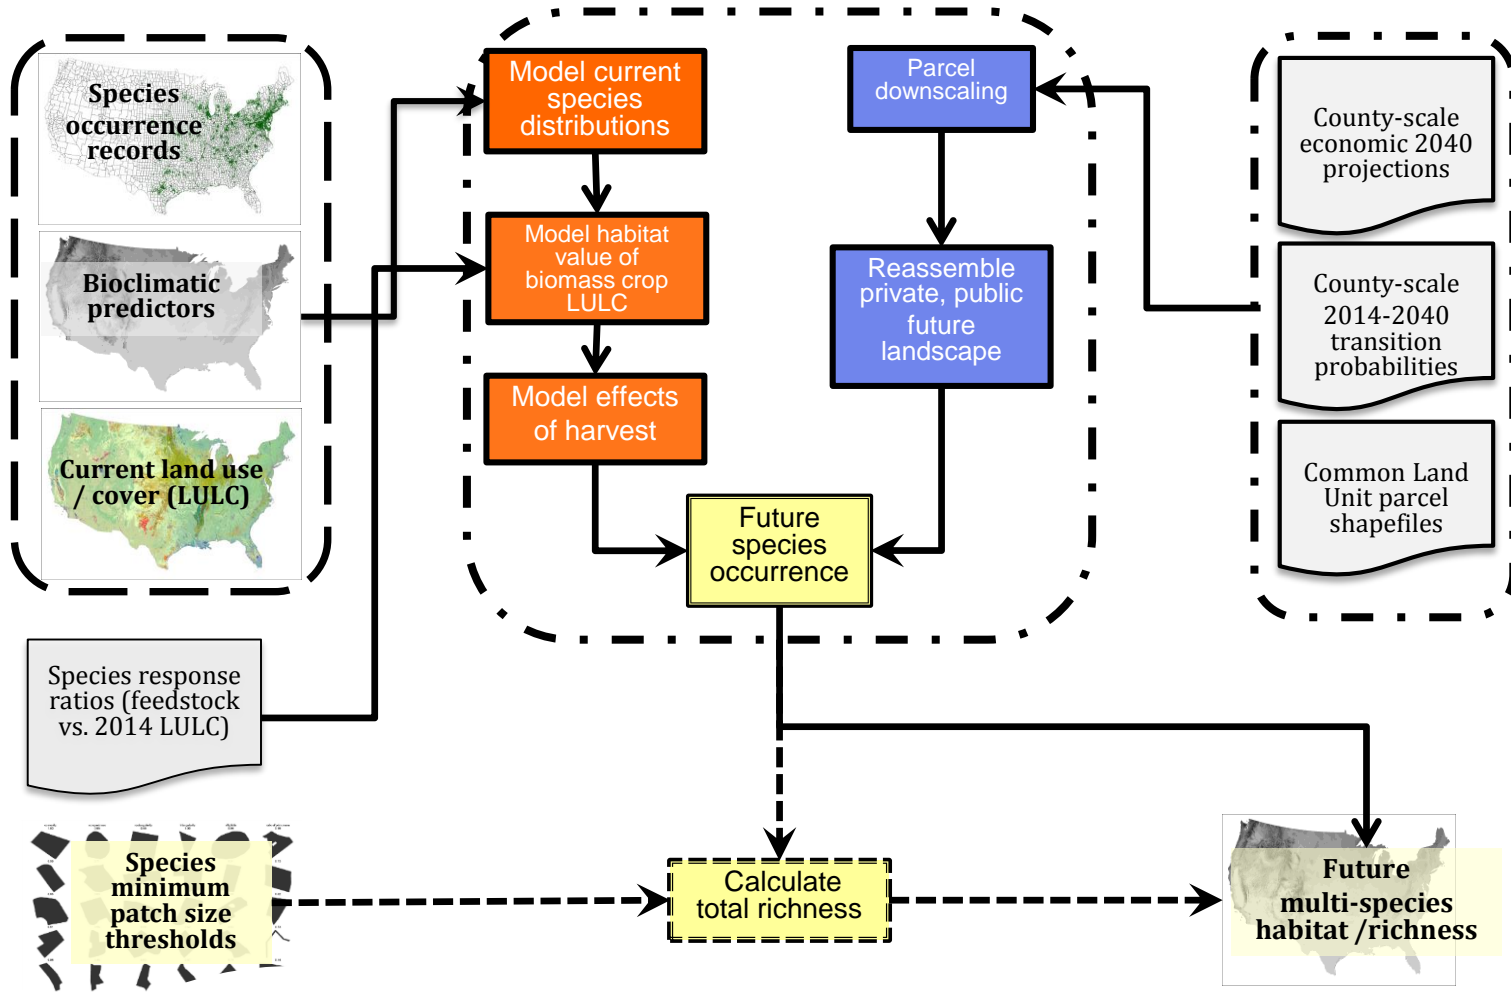 Species
occurrence
records
Bioclimatic
predictors
Current land use
/ cover (LULC)
Species response
ratios (feedstock
vs. 2014 LULC)
Species
minimum
patch size
thresholds
Model current
species
distributions
Model habitat
value of
biomass crop
LULC
Model effects
of harvest
Parcel
downscaling
Reassemble
private, public
future
landscape
Future
species
occurrence
Calculate
total richness
County-scale
economic 2040
projections
County-scale
2014-2040
transition
probabilities
Common Land
Unit parcel
shapefiles
Future
multi-species
habitat /richness